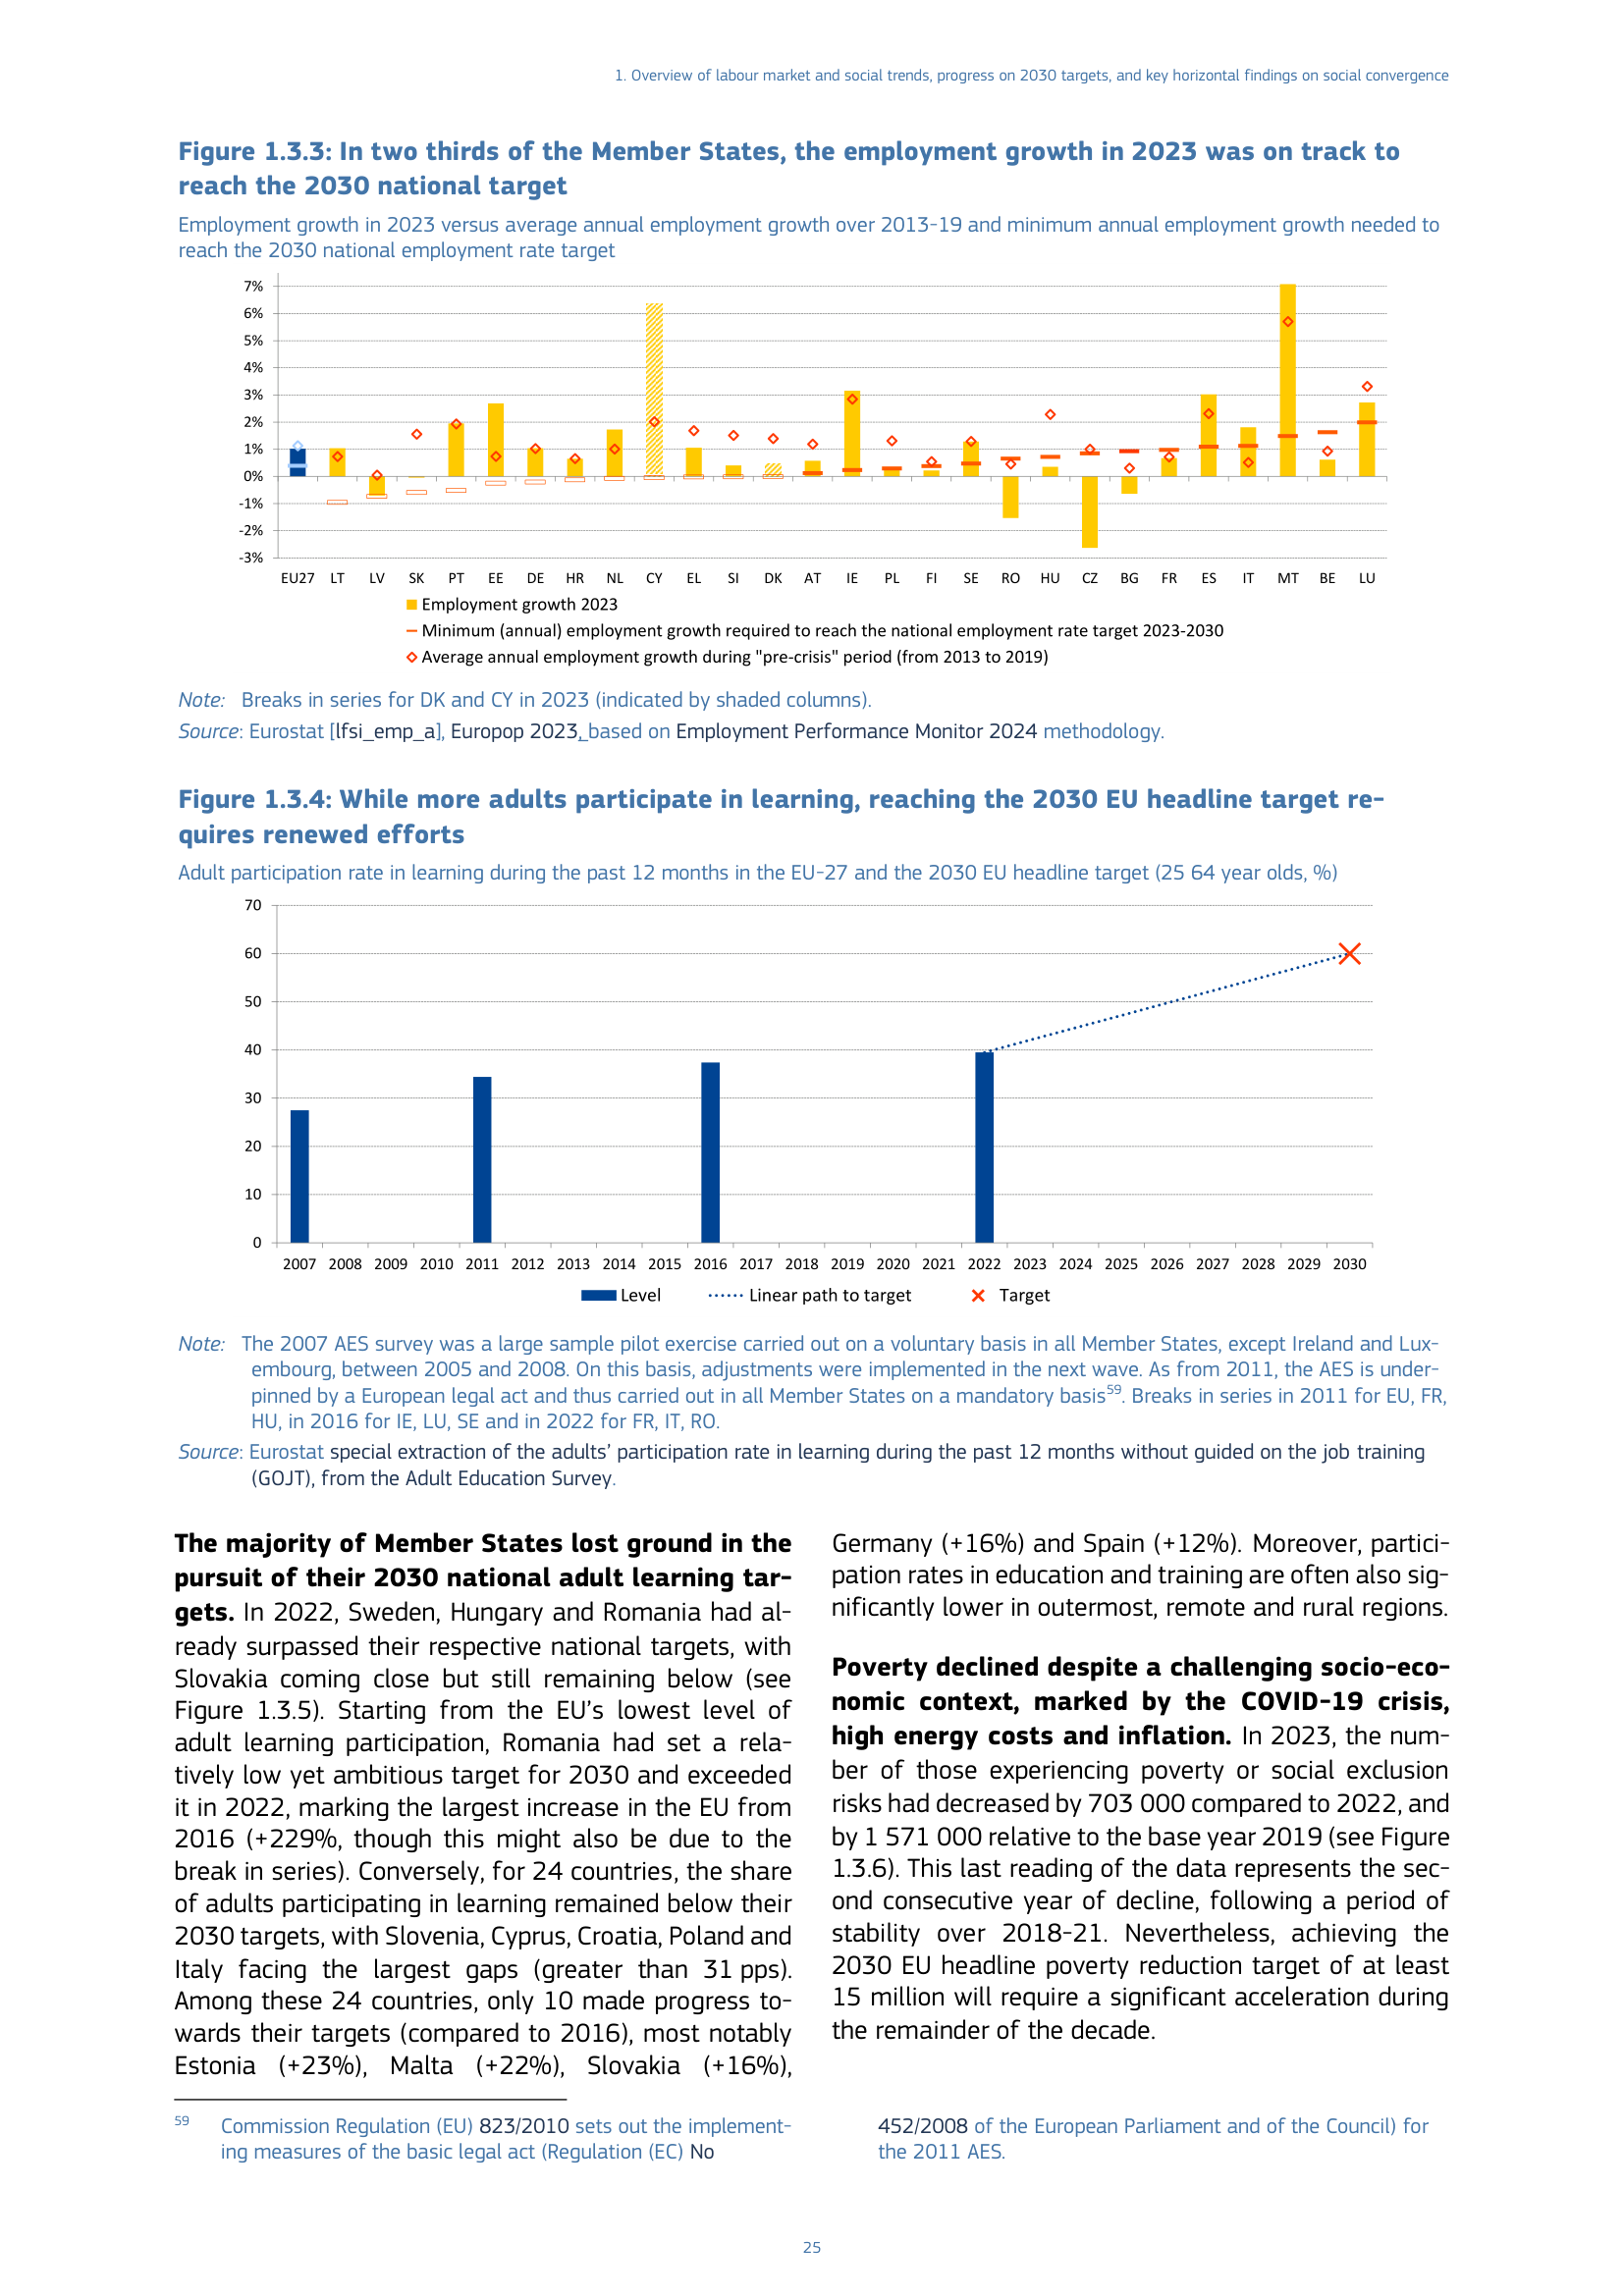 1. Overview of labour market and social trends, progress on 2030 targets, and key horizontal findings on social convergence
Figure 1.3.3: In two thirds of the Member States, the employment growth in 2023 was on track to
reach the 2030 national target
Employment growth in 2023 versus average annual employment growth over 2013-19 and minimum annual employment growth needed to
reach the 2030 national employment rate target
7%
6%
5%
4%
3%
2%
1%
0%
-1%
-2%
-3%
EU27 LT LV SK PT EE DE HR NL CY EL SI DK AT IE PL FI SE RO HU CZ BG FR ES IT MT BE LU
Employment growth 2023
Minimum (annual) employment growth required to reach the national employment rate target 2023-2030
Average annual employment growth during "pre-crisis" period (from 2013 to 2019)
Note: Breaks in series for DK and CY in 2023 (indicated by shaded columns).
Source: Eurostat [lfsi_emp_a], Europop 2023, based on Employment Performance Monitor 2024 methodology.
Figure 1.3.4: While more adults participate in learning, reaching the 2030 EU headline target re-
quires renewed efforts
Adult participation rate in learning during the past 12 months in the EU-27 and the 2030 EU headline target (25 64 year olds, %)
70
60
50
40
30
20
10
0
2007 2008 2009 2010 2011 2012 2013 2014 2015 2016 2017 2018 2019 2020 2021 2022 2023 2024 2025 2026 2027 2028 2029 2030
Level Linear path to target Target
Note: The 2007 AES survey was a large sample pilot exercise carried out on a voluntary basis in all Member States, except Ireland and Lux-
embourg, between 2005 and 2008. On this basis, adjustments were implemented in the next wave. As from 2011, the AES is under-
pinned by a European legal act and thus carried out in all Member States on a mandatory basis59. Breaks in series in 2011 for EU, FR,
HU, in 2016 for IE, LU, SE and in 2022 for FR, IT, RO.
Source: Eurostat special extraction of the adults’ participation rate in learning during the past 12 months without guided on the job training
(GOJT), from the Adult Education Survey.
The majority of Member States lost ground in the
pursuit of their 2030 national adult learning tar-
gets. In 2022, Sweden, Hungary and Romania had al-
ready surpassed their respective national targets, with
Slovakia coming close but still remaining below (see
Figure 1.3.5). Starting from the EU’s lowest level of
adult learning participation, Romania had set a rela-
tively low yet ambitious target for 2030 and exceeded
it in 2022, marking the largest increase in the EU from
2016 (+229%, though this might also be due to the
break in series). Conversely, for 24 countries, the share
of adults participating in learning remained below their
2030 targets, with Slovenia, Cyprus, Croatia, Poland and
Italy facing the largest gaps (greater than 31 pps).
Among these 24 countries, only 10 made progress to-
wards their targets (compared to 2016), most notably
Estonia (+23%), Malta (+22%), Slovakia (+16%),
Germany (+16%) and Spain (+12%). Moreover, partici-
pation rates in education and training are often also sig-
nificantly lower in outermost, remote and rural regions.
Poverty declined despite a challenging socio-eco-
nomic context, marked by the COVID-19 crisis,
high energy costs and inflation. In 2023, the num-
ber of those experiencing poverty or social exclusion
risks had decreased by 703 000 compared to 2022, and
by 1 571 000 relative to the base year 2019 (see Figure
1.3.6). This last reading of the data represents the sec-
ond consecutive year of decline, following a period of
stability over 2018-21. Nevertheless, achieving the
2030 EU headline poverty reduction target of at least
15 million will require a significant acceleration during
the remainder of the decade.
59 Commission Regulation (EU) 823/2010 sets out the implement-
ing measures of the basic legal act (Regulation (EC) No
452/2008 of the European Parliament and of the Council) for
the 2011 AES.
25